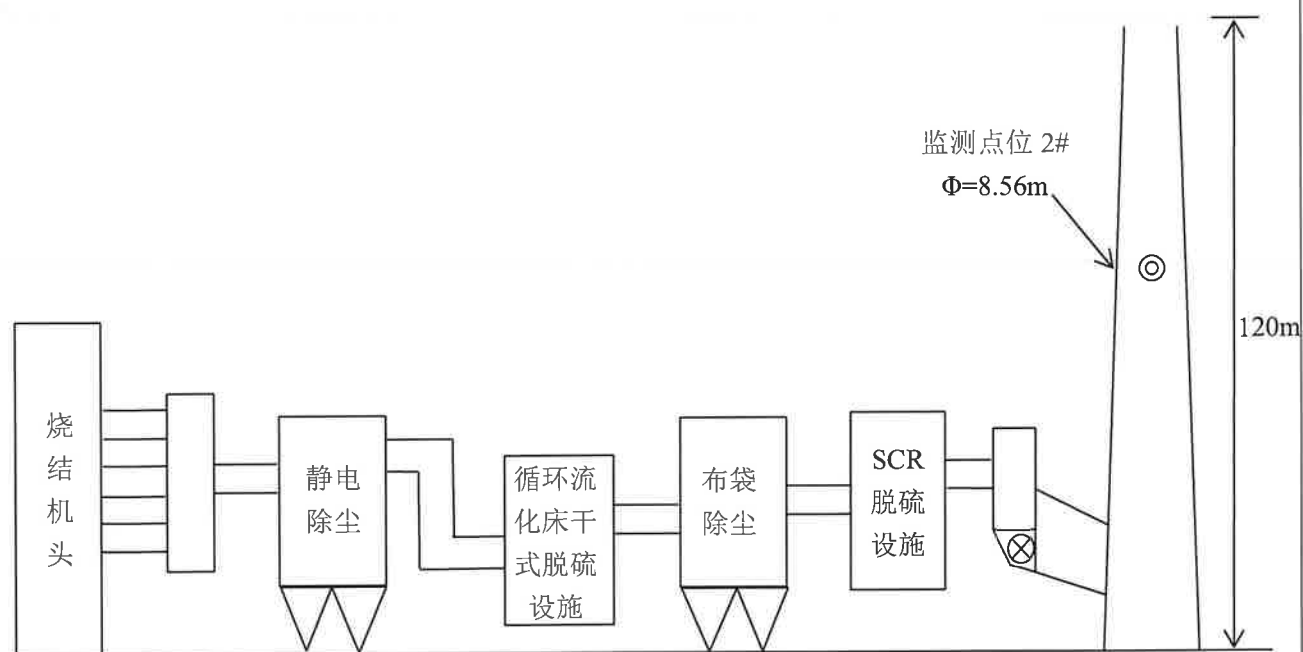 监测点位 2#
Φ=8.56m
120m
烧
结
机
头
静电
除尘
循环流
化床干
式脱硫
设施
布袋
除尘
SCR
脱硫
设施